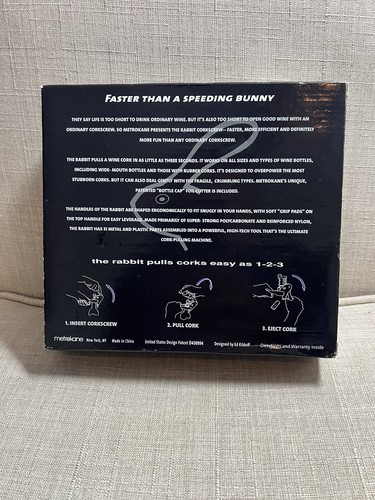 FASTER THAN A SPEEDING BUNNY
THEY SAY LIFE IS TOO SHORT TO DRINK ORDINARY WINE. BUT IT'S ALSO TOO SHORT TO OPEN GOOD WINE WITH AN
ORDINARY CORKSCREW. SO METROKANE PRESENTS THE RABBIT CORKSCREW– FASTER, MORE EFFICIENT AND DEFINITELY
MORE FUN THAN ANY ORDINARY CORKSCREW.
THE RABBIT PULLS A WINE CORK IN AS LITTLE AS THREE SECONDS. IT WORKS ON ALL SIZES AND TYPES OF WINE BOTTLES,
INCLUDING WIDE- MOUTH BOTTLES AND THOSE WITH RUBBER CORKS. IT'S DESIGNED TO OVERPOWER THE MOST
STUBBORN CORKS. BUT IT CAN ALSO DEAL GENTLY WITH THE FRAGILE, CRUMBLING TYPES. METROKANE'S UNIQUE,
PATENTED "BOTTLE CAP" FOIL CUTTER IS INCLUDED.
THE HANDLES OF THE RABBIT ARE SHAPED ERGONOMICALLY TO FIT SNUGLY IN YOUR HANDS, WITH SOFT "GRIP PADS" ON
THE TOP HANDLE FOR EASY LEVERAGE. MADE PRIMARILY OF SUPER- STRONG POLYCARBONATE AND REINFORCED NYLON,
THE RABBIT HAS 51 METAL AND PLASTIC PARTS ASSEMBLED INTO A POWERFUL, HIGH-TECH TOOL THAT'S THE ULTIMATE
CORK-PULLING MACHINE.
the rabbit pulls corks easy as 1-2-3
1. INSERT CORKSCREW 2. PULL CORK 3. EJECT CORK
metrokane New York, NY Made in China United States Design Patent Designed by Ed Kilduff and Warranty inside